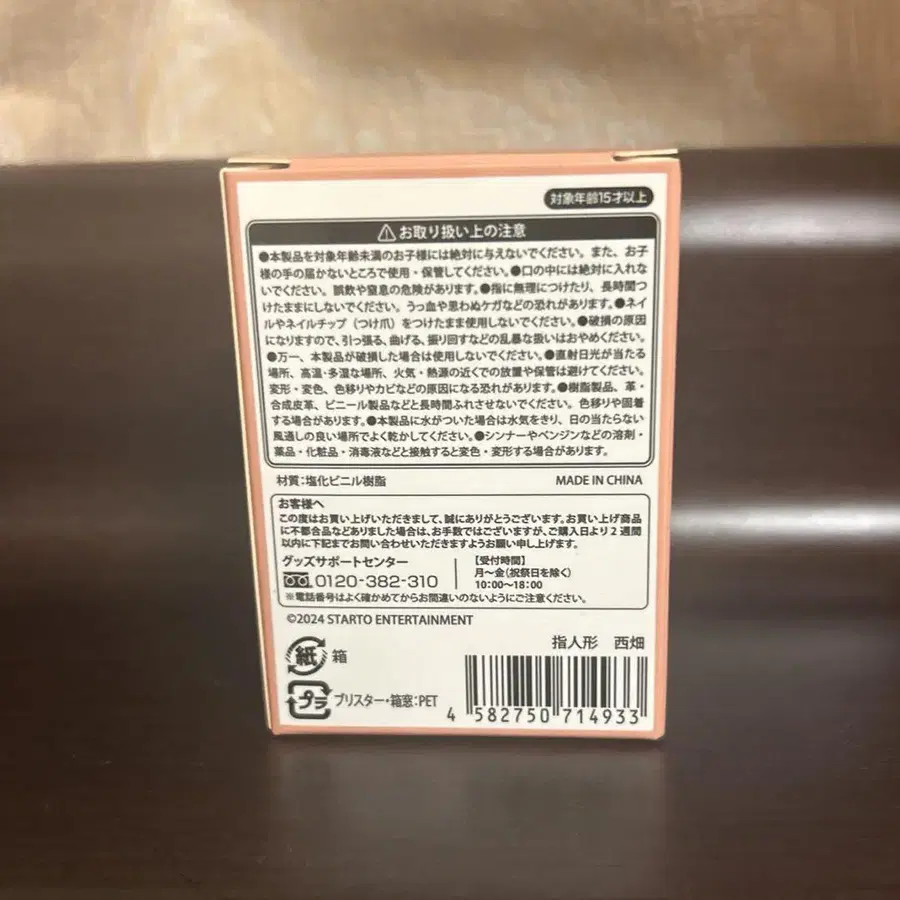 対象年齢15才以上
⚠お取り扱い上の注意
●本製品を対象年齢未満のお子様には絶対に与えないでください。また、お子
様の手の届かないところで使用・保管してください。●口の中には絶対に入れな
いでください。誤飲や窒息の危険があります。●指に無理につけたり、長時間つ
けたままにしないでください。うっ血や思わぬケガなどの恐れがあります。●ネイ
ルやネイルチップ（つけ爪）をつけたまま使用しないでください。●破損の原因
になりますので、引っ張る、曲げる、振り回すなどの乱暴な扱いはおやめください。
●万一、本製品が破損した場合は使用しないでください。●直射日光が当たる
場所、高温・多湿な場所、火気・熱源の近くでの放置や保管は避けてください。
変形・変色、色移りやカビなどの原因になる恐れがあります。●樹脂製品、革・
合成皮革、ビニール製品などと長時間ふれさせないでください。色移りや固着
する場合があります。●本製品に水がついた場合は水気をきり、日の当たらない
風通しの良い場所でよく乾かしてください。●シンナーやベンジンなどの溶剤・
薬品・化粧品・消毒液などと接触すると変色・変形する場合があります。
材質：塩化ビニル樹脂 MADE IN CHINA
お客様へ
この度はお買い上げいただきまして、誠にありがとうございます。お買い上げ商品
に不都合品などありました場合は、お手数ではございますが、ご購入日より2週間
以内に下記までお問い合わせいただきますようお願い申し上げます。
グッズサポートセンター
0120-382-310
【受付時間】
月〜金（祝祭日を除く）
10:00〜18:00
※電話番号はよく確かめてからお間違いのないようにご注意ください。
©2024 STARTO ENTERTAINMENT
指人形 西畑
紙 箱
プラ ブリスター・箱窓：PET
4 582750 714933